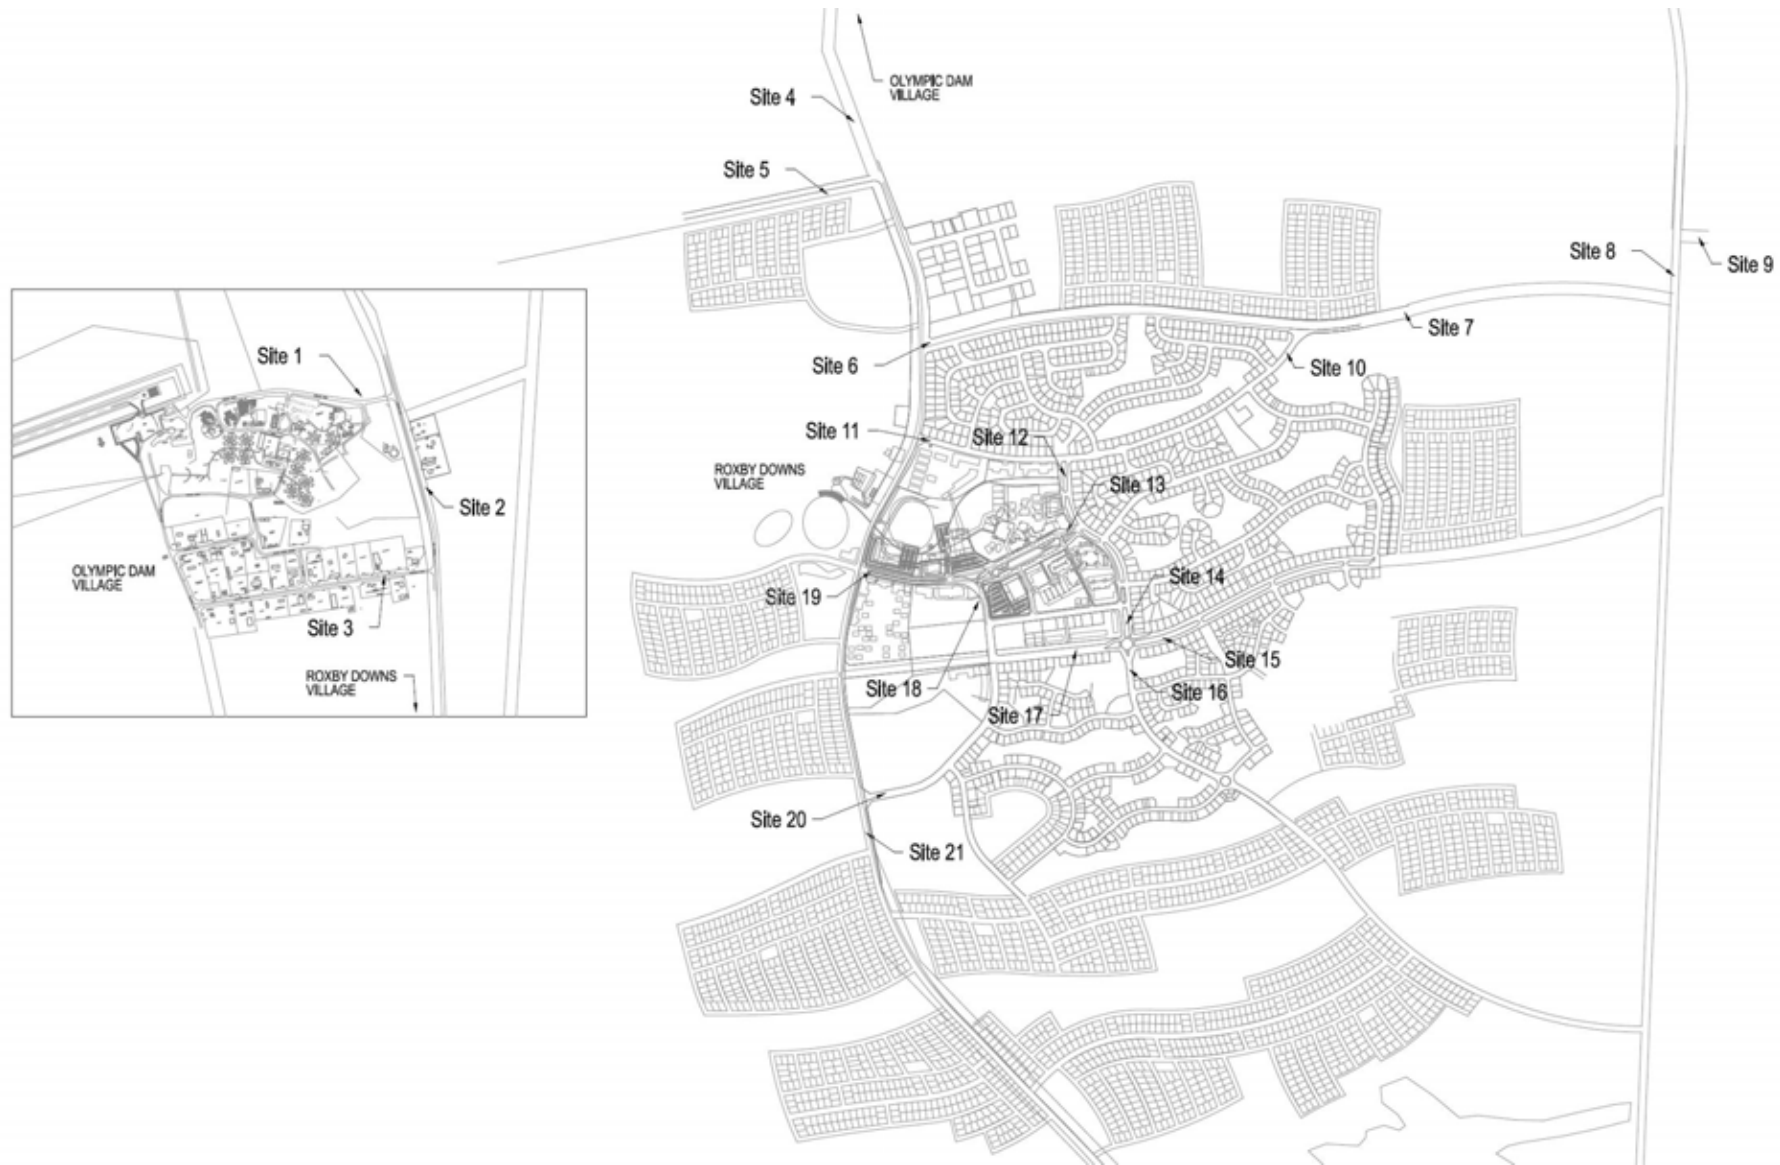 OLYMPIC DAM
VILLAGE
Site 4
Site 5
Site 8
Site 9
Site 7
Site 6
Site 10
Site 1
Site 11
Site 12
ROXBY DOWNS
VILLAGE
Site 13
Site 2
OLYMPIC DAM
VILLAGE
Site 14
Site 19
Site 3
Site 15
ROXBY DOWNS
VILLAGE
Site 18
Site 16
Site 17
Site 20
Site 21